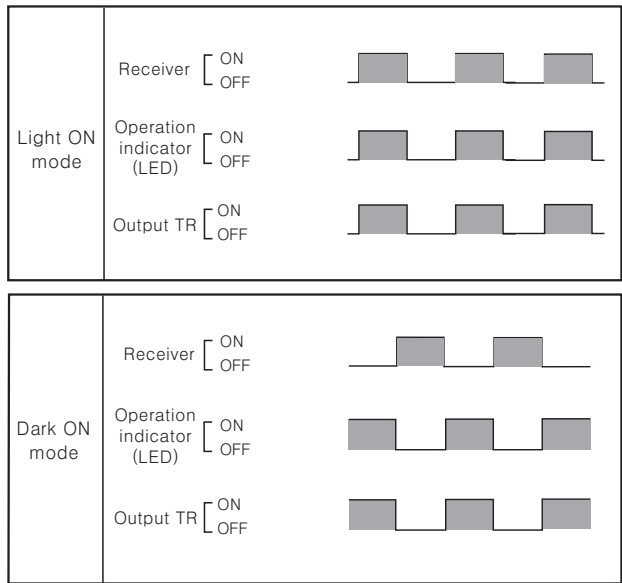 Light ON
mode
Receiver
ON
OFF
Operation
indicator
(LED)
ON
OFF
Output TR
ON
OFF
Dark ON
mode
Receiver
ON
OFF
Operation
indicator
(LED)
ON
OFF
Output TR
ON
OFF